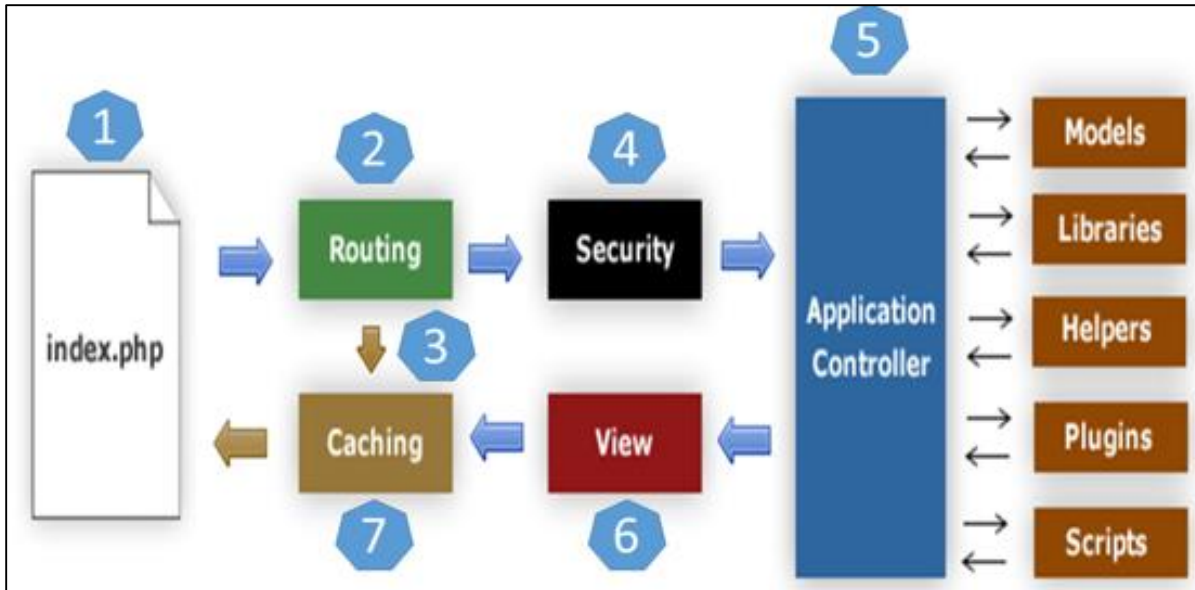 1
2
4
5
index.php
Routing
Security
3
Caching
View
7
6
Application
Controller
Models
Libraries
Helpers
Plugins
Scripts